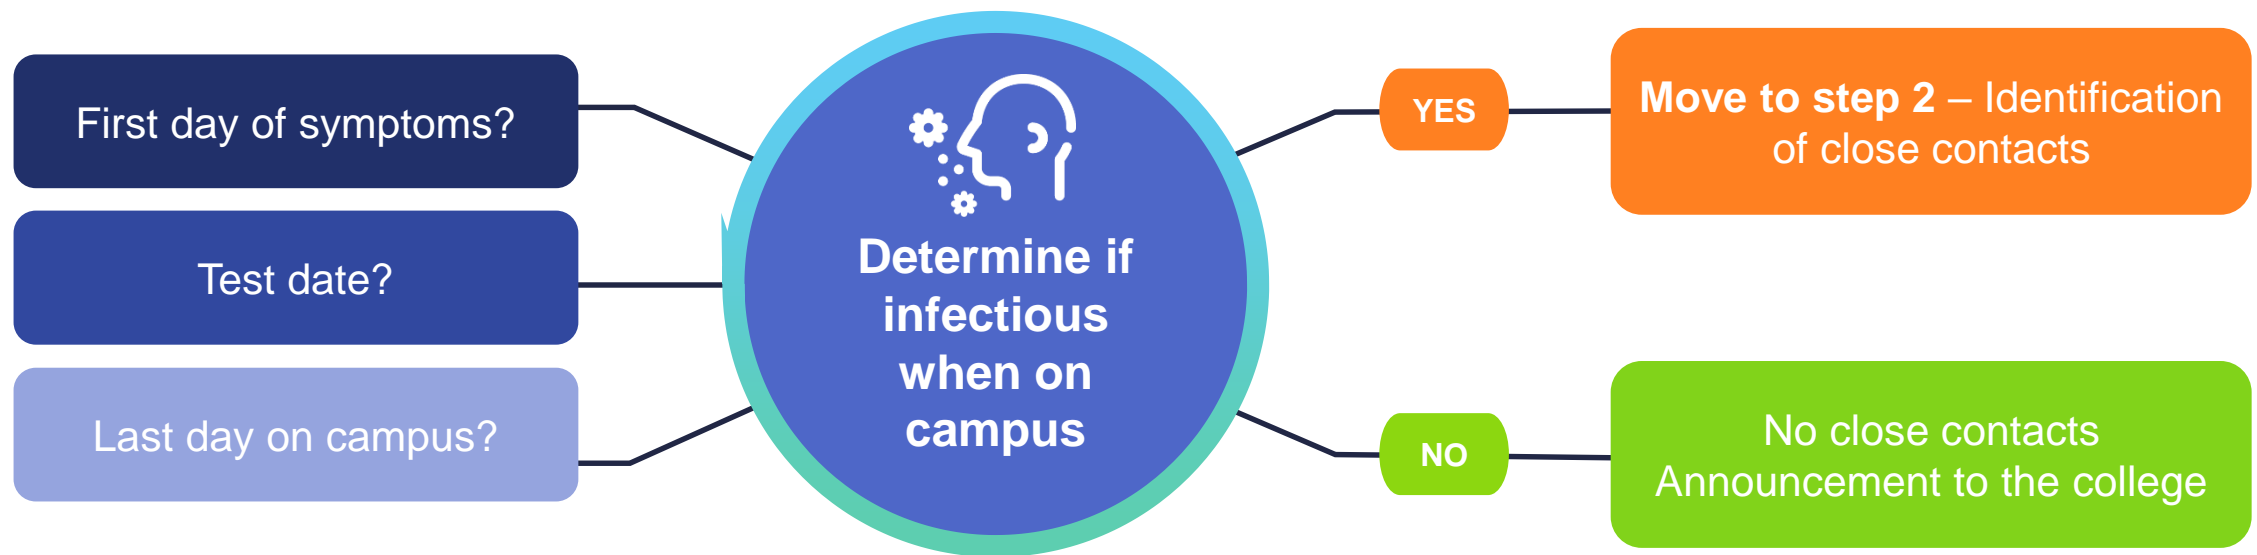 First day of symptoms?
Test date?
Last day on campus?
Determine if
infectious
when on
campus
YES
Move to step 2 – Identification
of close contacts
NO
No close contacts
Announcement to the college